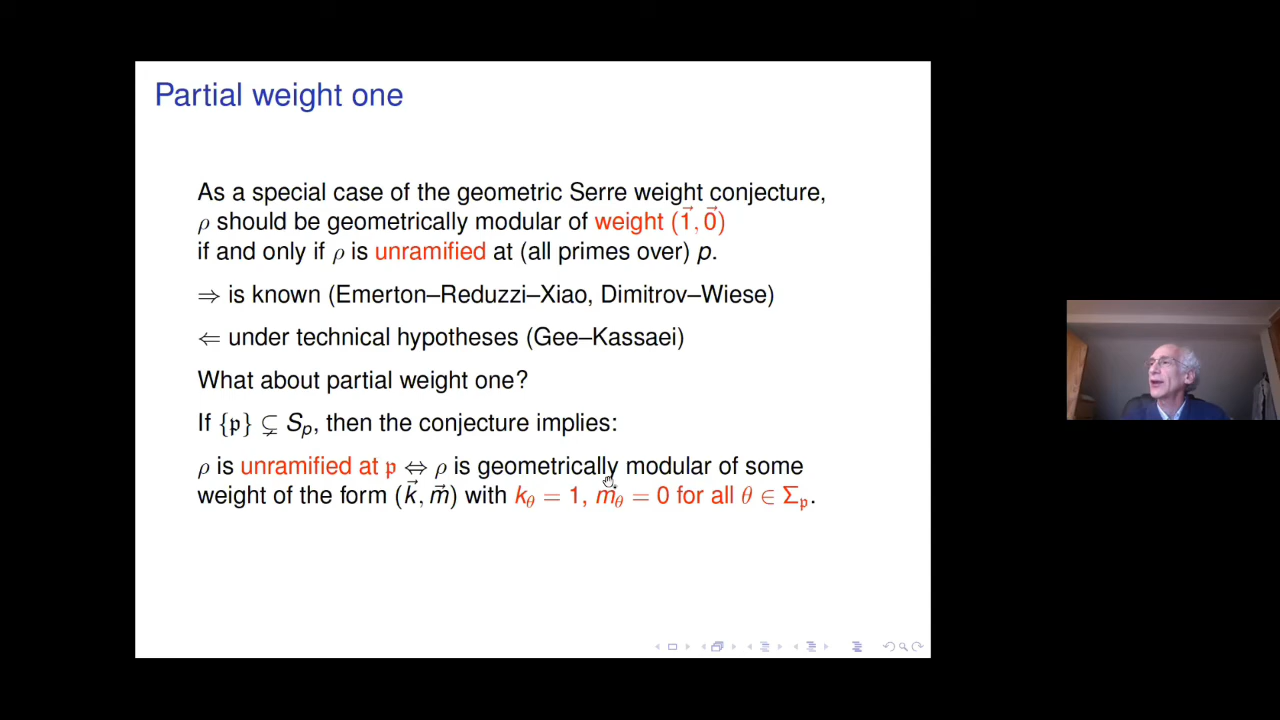 Partial weight one
As a special case of the geometric Serre weight conjecture,
ρ should be geometrically modular of weight (1⃗, 0⃗)
if and only if ρ is unramified at (all primes over) p.
⇒ is known (Emerton–Reduzzi–Xiao, Dimitrov–Wiese)
⇐ under technical hypotheses (Gee–Kassaei)
What about partial weight one?
If {𝔭} ⊊ Sₚ, then the conjecture implies:
ρ is unramified at 𝔭 ⇔ ρ is geometrically modular of some
weight of the form (k⃗, m⃗) with k_θ = 1, m_θ = 0 for all θ ∈ Σ_𝔭.